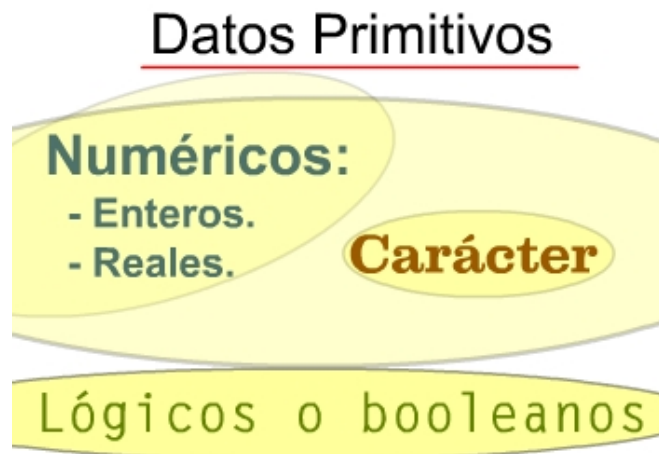 Datos Primitivos
Numéricos:
- Enteros.
- Reales.
Carácter
Lógicos o booleanos